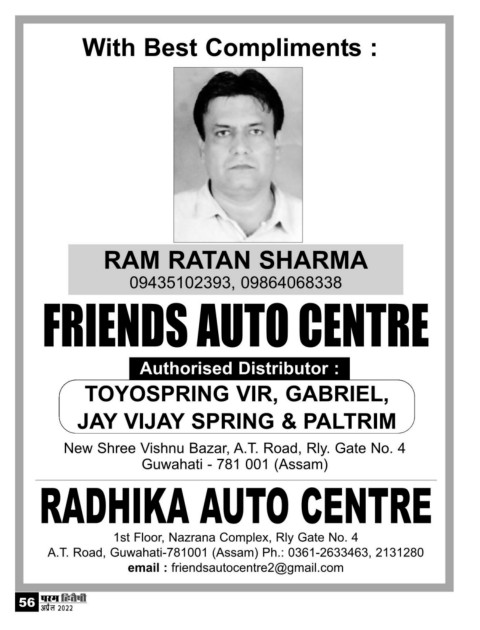 With Best Compliments :
RAM RATAN SHARMA
09435102393, 09864068338
FRIENDS AUTO CENTRE
Authorised Distributor :
TOYOSPRING VIR, GABRIEL,
JAY VIJAY SPRING & PALTRIM
New Shree Vishnu Bazar, A.T. Road, Rly. Gate No. 4
Guwahati - 781 001 (Assam)
RADHIKA AUTO CENTRE
1st Floor, Nazrana Complex, Rly Gate No. 4
A.T. Road, Guwahati-781001 (Assam) Ph.: 0361-2633463, 2131280
email : friendsautocentre2@gmail.com
56 परम हितैषी
अप्रैल 2022